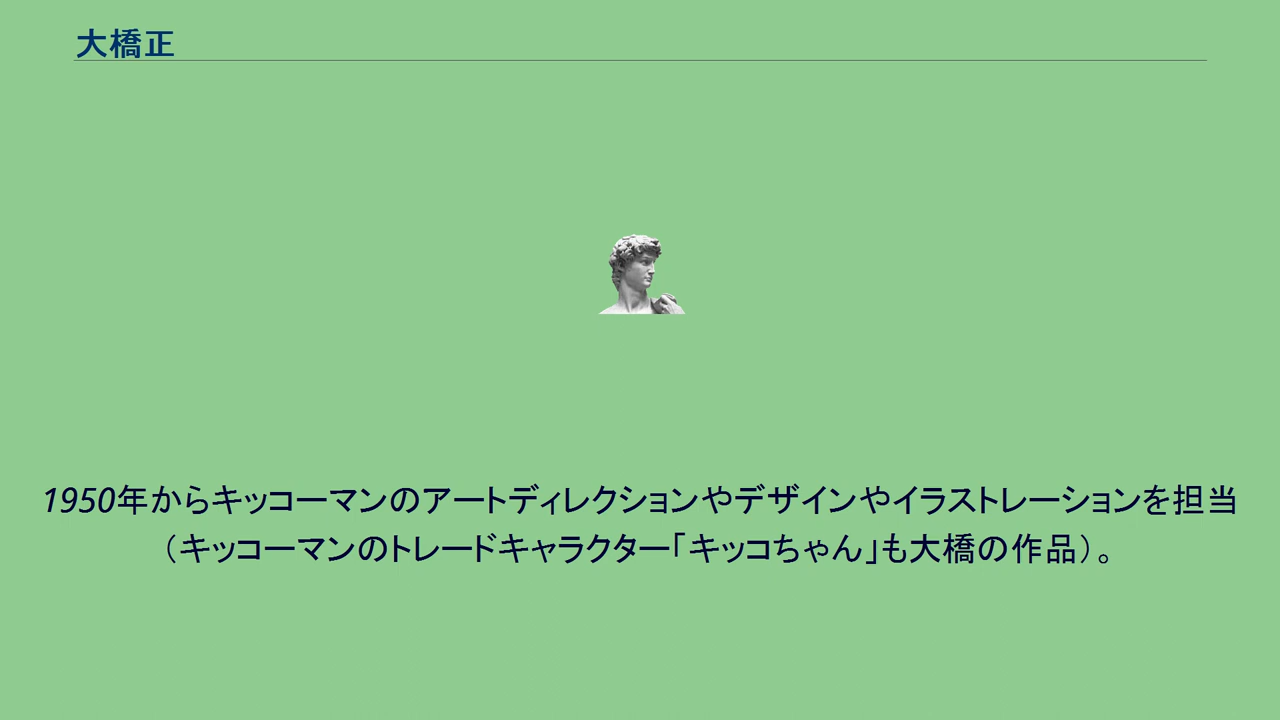 大橋正
1950年からキッコーマンのアートディレクションやデザインやイラストレーションを担当
（キッコーマンのトレードキャラクター｢キッコちゃん｣も大橋の作品）。